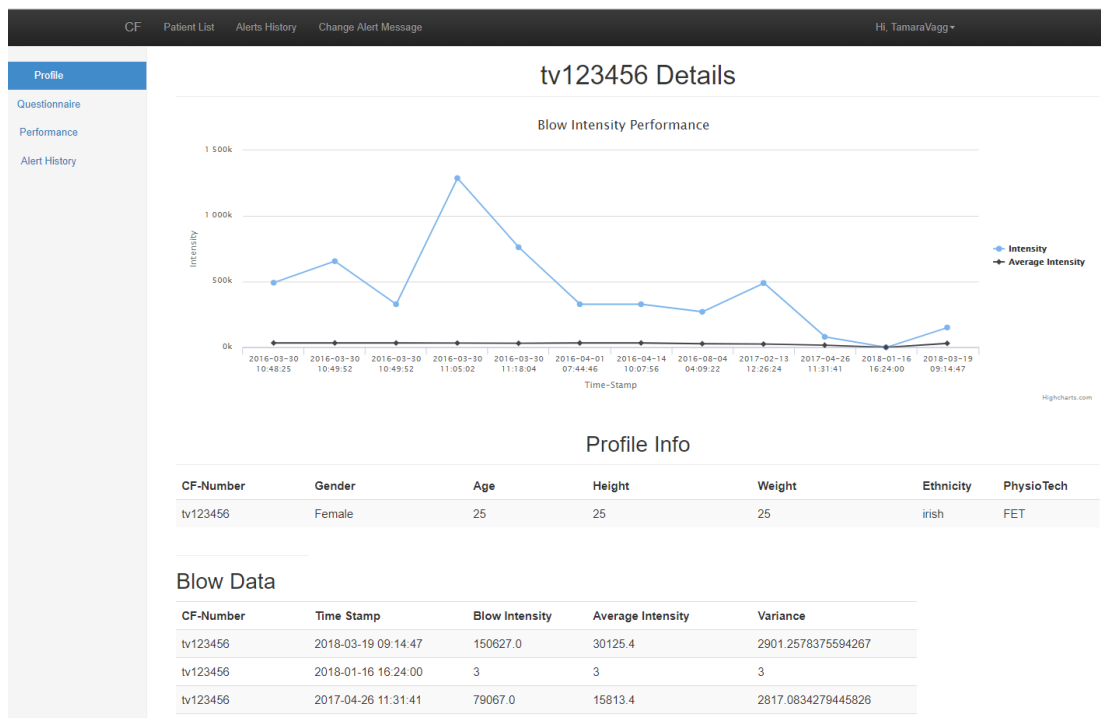 CF Patient List Alerts History Change Alert Message Hi, TamaraVagg
Profile
Questionnaire
Performance
Alert History
tv123456 Details
Blow Intensity Performance
1 500k
1 000k
500k
0k
Intensity
Intensity
Average Intensity
2016-03-30 2016-03-30 2016-03-30 2016-03-30 2016-03-30 2016-04-01 2016-04-14 2016-08-04 2017-02-13 2017-04-26 2018-01-16 2018-03-19
10:48:25 10:49:52 10:49:52 11:05:02 11:18:04 07:44:46 10:07:56 04:09:22 12:26:24 11:31:41 16:24:00 09:14:47
Time-Stamp
Highcharts.com
Profile Info
CF-Number Gender Age Height Weight Ethnicity PhysioTech
tv123456 Female 25 25 25 irish FET
Blow Data
CF-Number Time Stamp Blow Intensity Average Intensity Variance
tv123456 2018-03-19 09:14:47 150627.0 30125.4 2901.2578375594267
tv123456 2018-01-16 16:24:00 3 3 3
tv123456 2017-04-26 11:31:41 79067.0 15813.4 2817.0834279445826